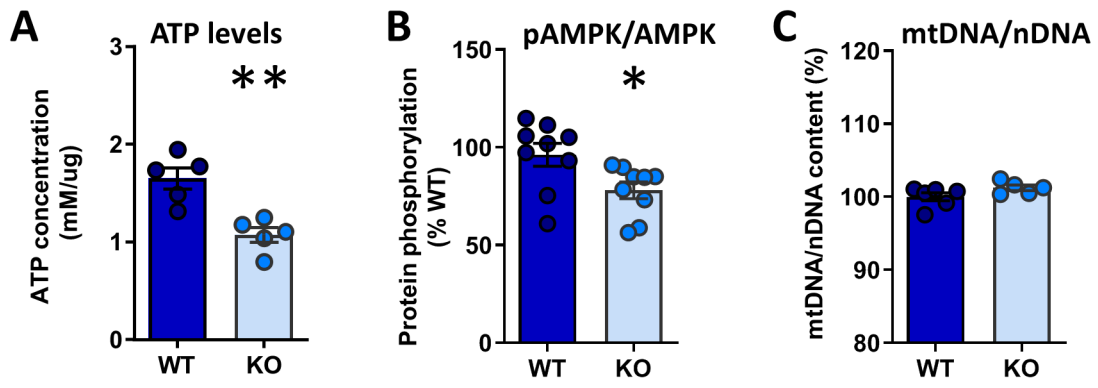 A
ATP levels
ATP concentration
(mM/ug)
3
2
1
0
**
WT
KO
B
pAMPK/AMPK
Protein phosphorylation
(% WT)
150
100
50
0
*
WT
KO
C
mtDNA/nDNA
mtDNA/nDNA content (%)
120
110
100
90
80
WT
KO